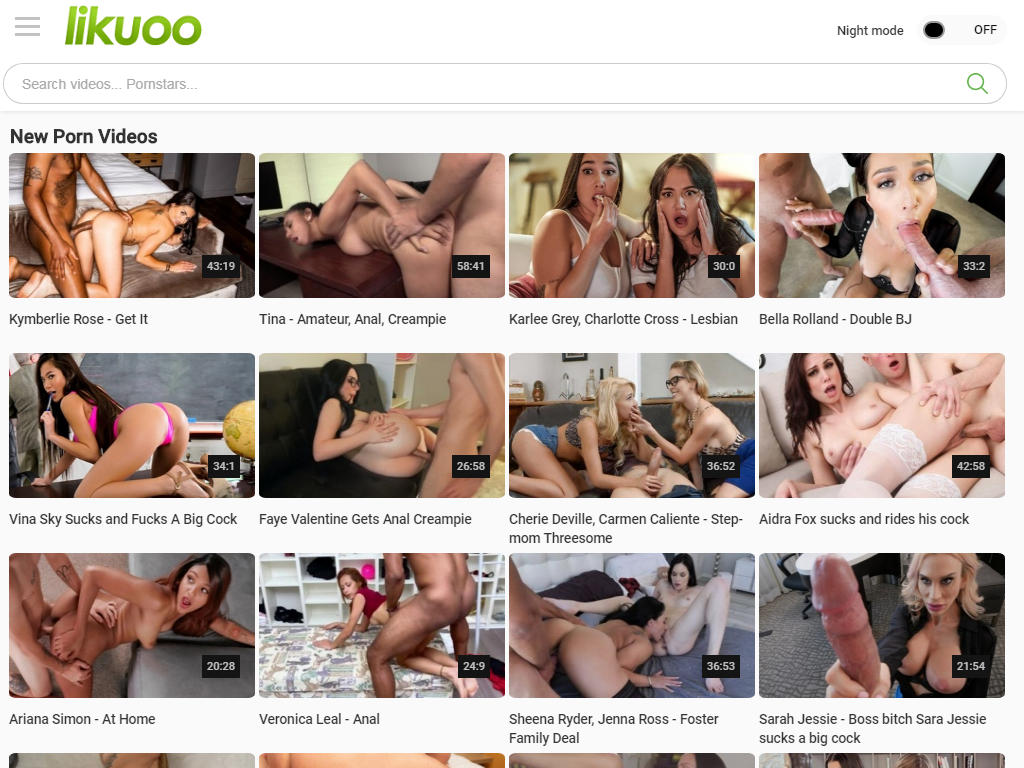 likuoo
Night mode
OFF
Search videos... Pornstars...
New Porn Videos
43:19
58:41
30:0
33:2
Kymberlie Rose - Get It
Tina - Amateur, Anal, Creampie
Karlee Grey, Charlotte Cross - Lesbian
Bella Rolland - Double BJ
34:1
26:58
36:52
42:58
Vina Sky Sucks and Fucks A Big Cock
Faye Valentine Gets Anal Creampie
Cherie Deville, Carmen Caliente - Step-
mom Threesome
Aidra Fox sucks and rides his cock
20:28
24:9
36:53
21:54
Ariana Simon - At Home
Veronica Leal - Anal
Sheena Ryder, Jenna Ross - Foster
Family Deal
Sarah Jessie - Boss bitch Sara Jessie
sucks a big cock